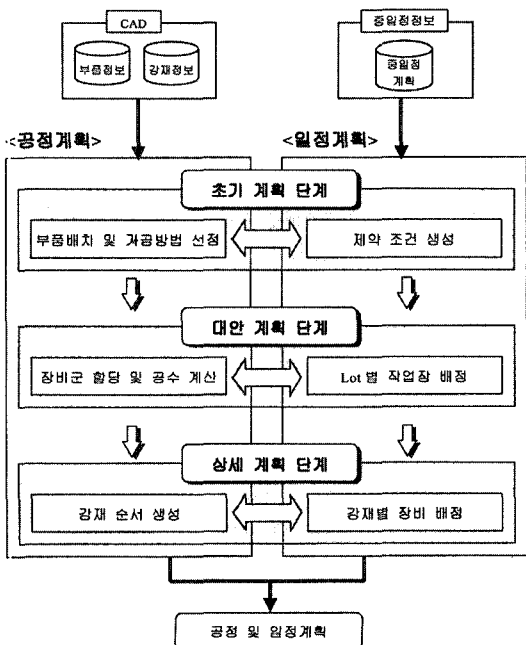 CAD
중일정정보
부품정보
강재정보
중일정
계획
<공정계획>
<일정계획>
초기 계획 단계
부품배치 및 가공방법 선정
제약 조건 생성
대안 계획 단계
장비군 할당 및 공수 계산
Lot 별 작업장 배정
상세 계획 단계
강재 순서 생성
강재별 장비 배정
공정 및 일정계획